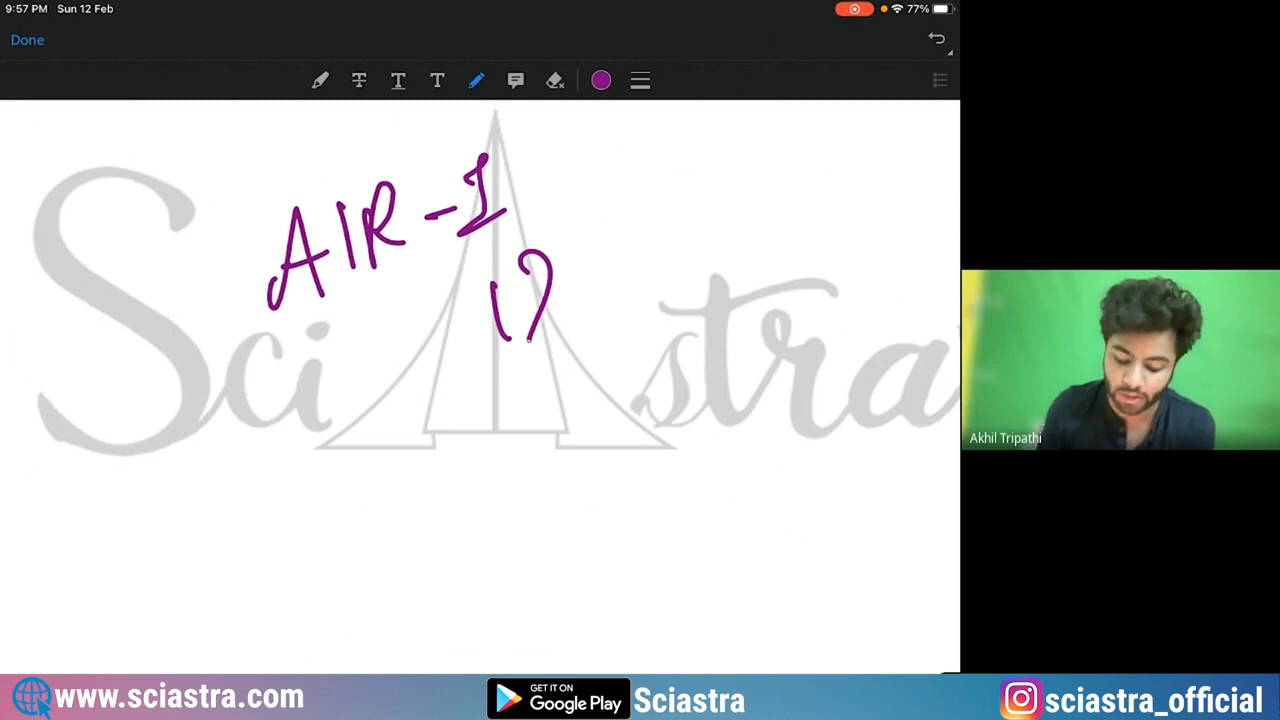 9:57 PM Sun 12 Feb
77%
Done
T T T
AIR - I
1)
Sciastra
Akhil Tripathi
www.sciastra.com
GET IT ON
Google Play
Sciastra
sciastra_official